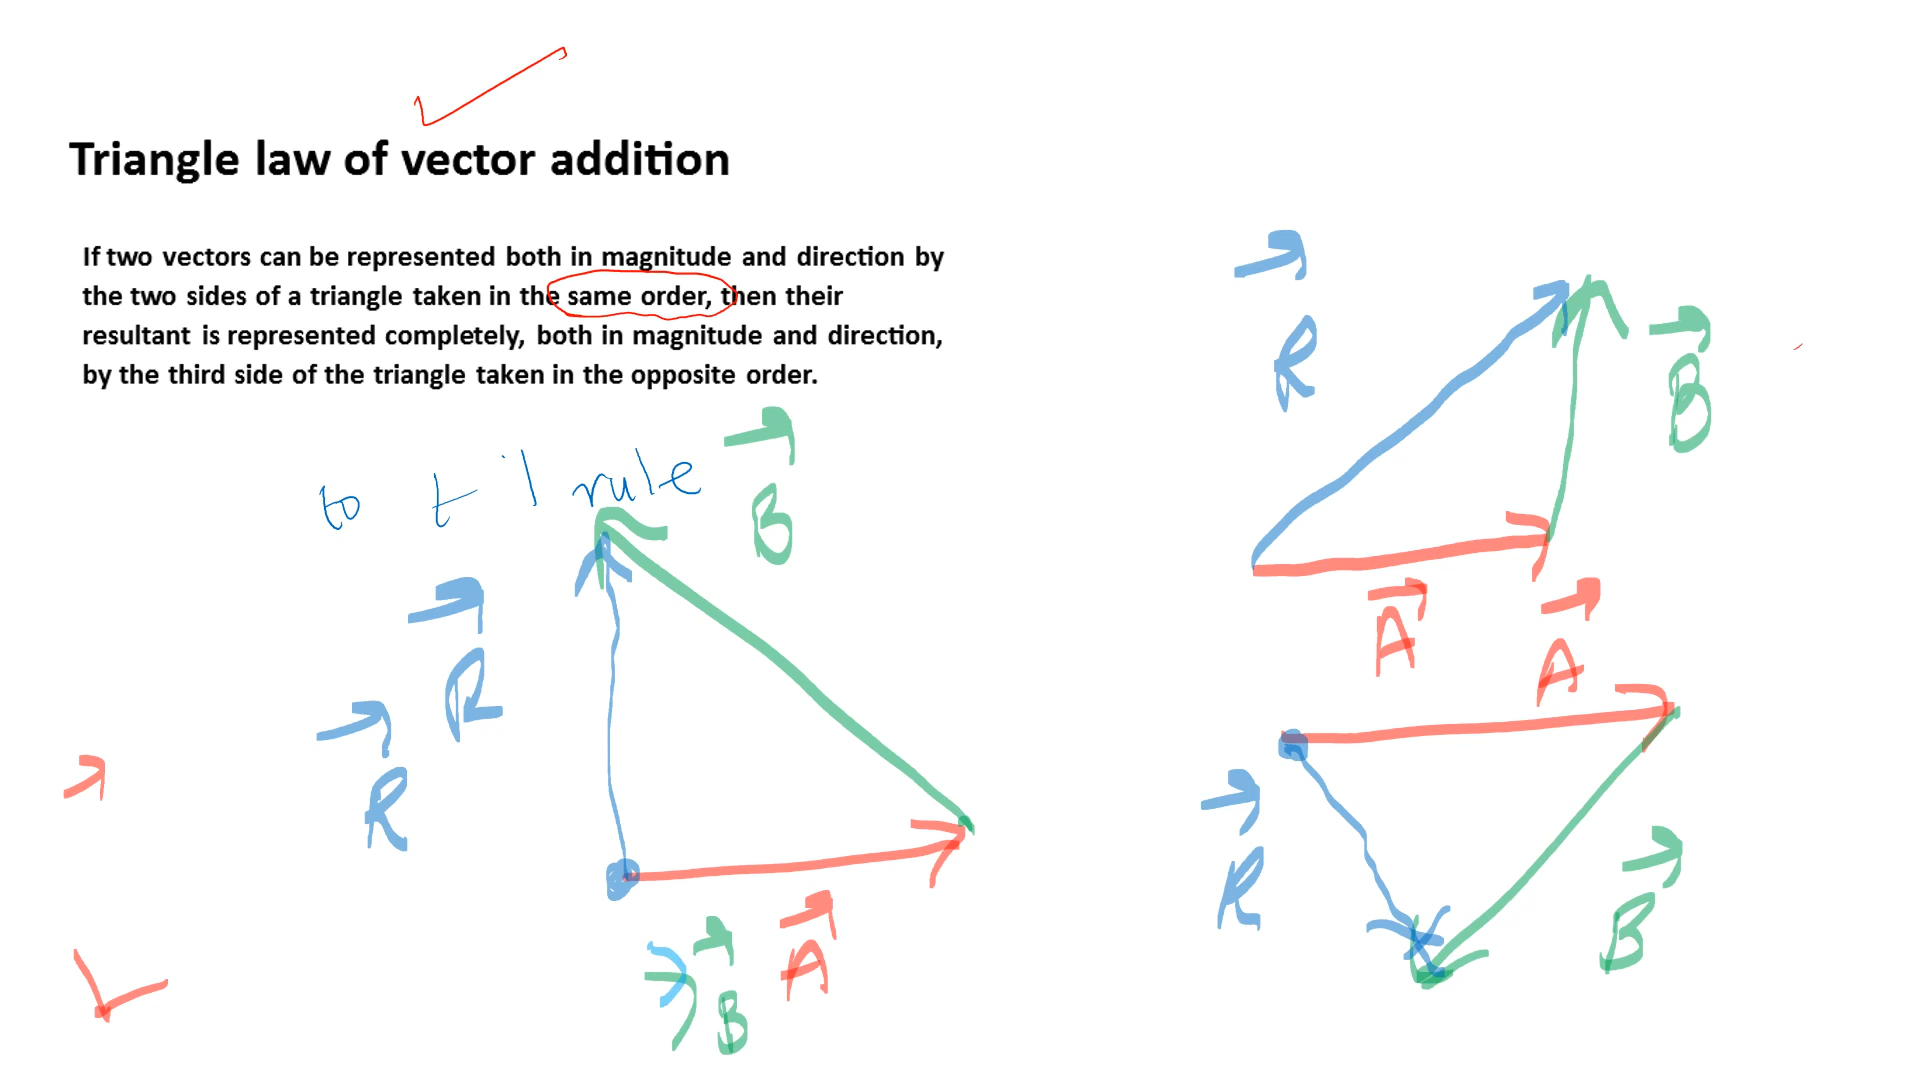 Triangle law of vector addition
If two vectors can be represented both in magnitude and direction by
the two sides of a triangle taken in the same order, then their
resultant is represented completely, both in magnitude and direction,
by the third side of the triangle taken in the opposite order.
to t i l rule
B
R
R
A
B
R
B
A
A
R
B